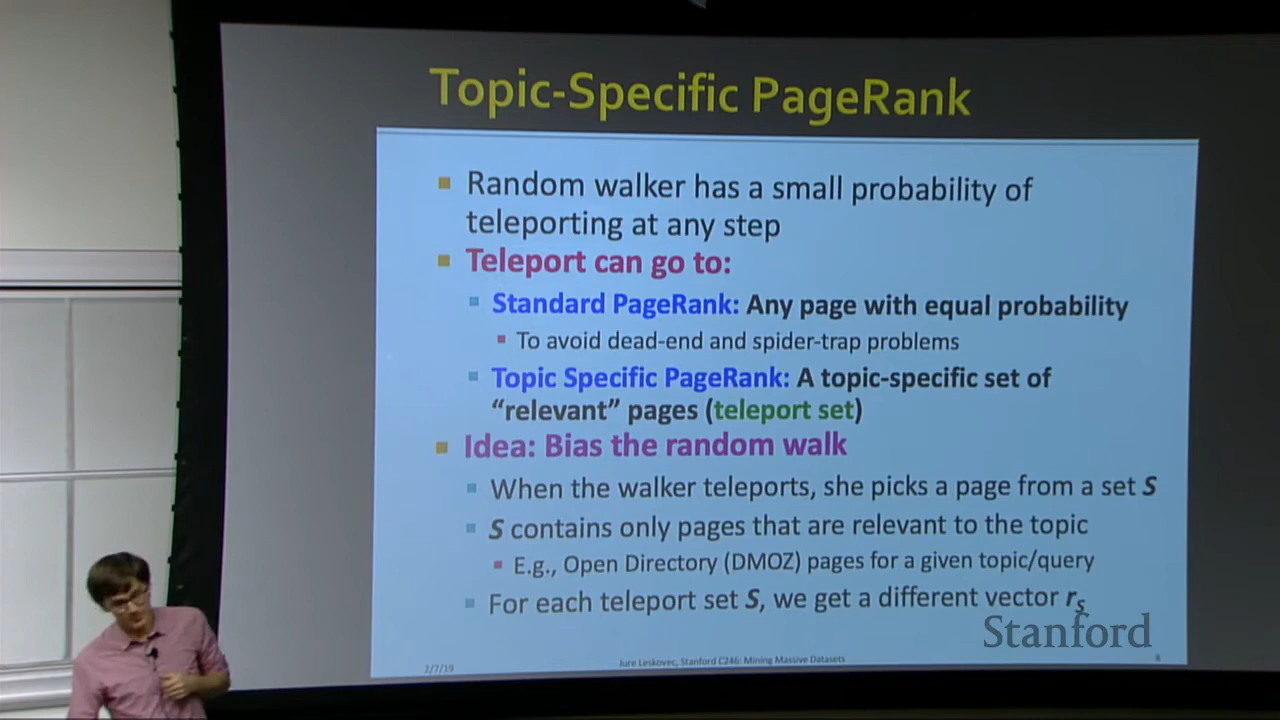 Topic-Specific PageRank
Random walker has a small probability of
teleporting at any step
Teleport can go to:
Standard PageRank: Any page with equal probability
To avoid dead-end and spider-trap problems
Topic Specific PageRank: A topic-specific set of
“relevant” pages (teleport set)
Idea: Bias the random walk
When the walker teleports, she picks a page from a set S
S contains only pages that are relevant to the topic
E.g., Open Directory (DMOZ) pages for a given topic/query
For each teleport set S, we get a different vector rS
Stanford
2/7/19
Jure Leskovec, Stanford C246: Mining Massive Datasets
8